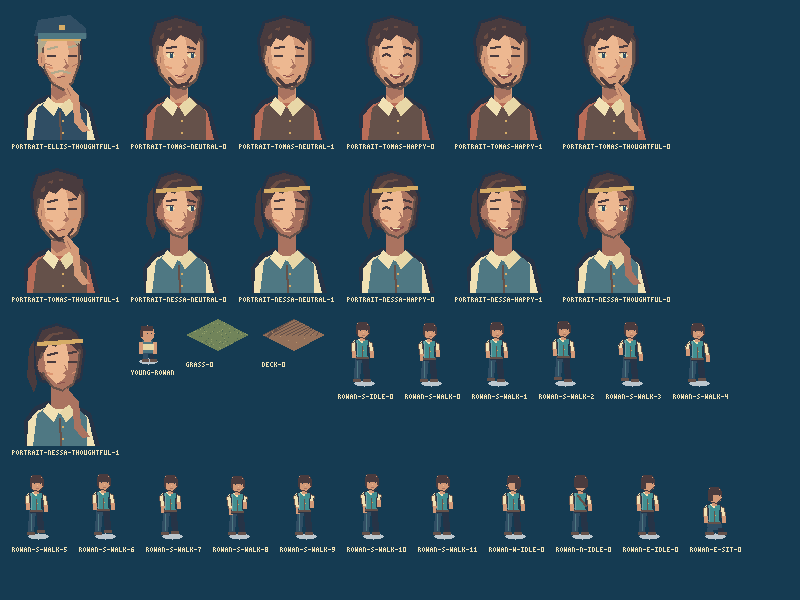 PORTRAIT-ELLIS-THOUGHTFUL-1 PORTRAIT-TOMAS-NEUTRAL-0 PORTRAIT-TOMAS-NEUTRAL-1 PORTRAIT-TOMAS-HAPPY-0 PORTRAIT-TOMAS-HAPPY-1 PORTRAIT-TOMAS-THOUGHTFUL-0
PORTRAIT-TOMAS-THOUGHTFUL-1 PORTRAIT-NESSA-NEUTRAL-0 PORTRAIT-NESSA-NEUTRAL-1 PORTRAIT-NESSA-HAPPY-0 PORTRAIT-NESSA-HAPPY-1 PORTRAIT-NESSA-THOUGHTFUL-0
YOUNG-ROWAN GRASS-0 DECK-0 ROWAN-S-IDLE-0 ROWAN-S-WALK-0 ROWAN-S-WALK-1 ROWAN-S-WALK-2 ROWAN-S-WALK-3 ROWAN-S-WALK-4
PORTRAIT-NESSA-THOUGHTFUL-1
ROWAN-S-WALK-5 ROWAN-S-WALK-6 ROWAN-S-WALK-7 ROWAN-S-WALK-8 ROWAN-S-WALK-9 ROWAN-S-WALK-10 ROWAN-S-WALK-11 ROWAN-W-IDLE-0 ROWAN-N-IDLE-0 ROWAN-E-IDLE-0 ROWAN-E-SIT-0